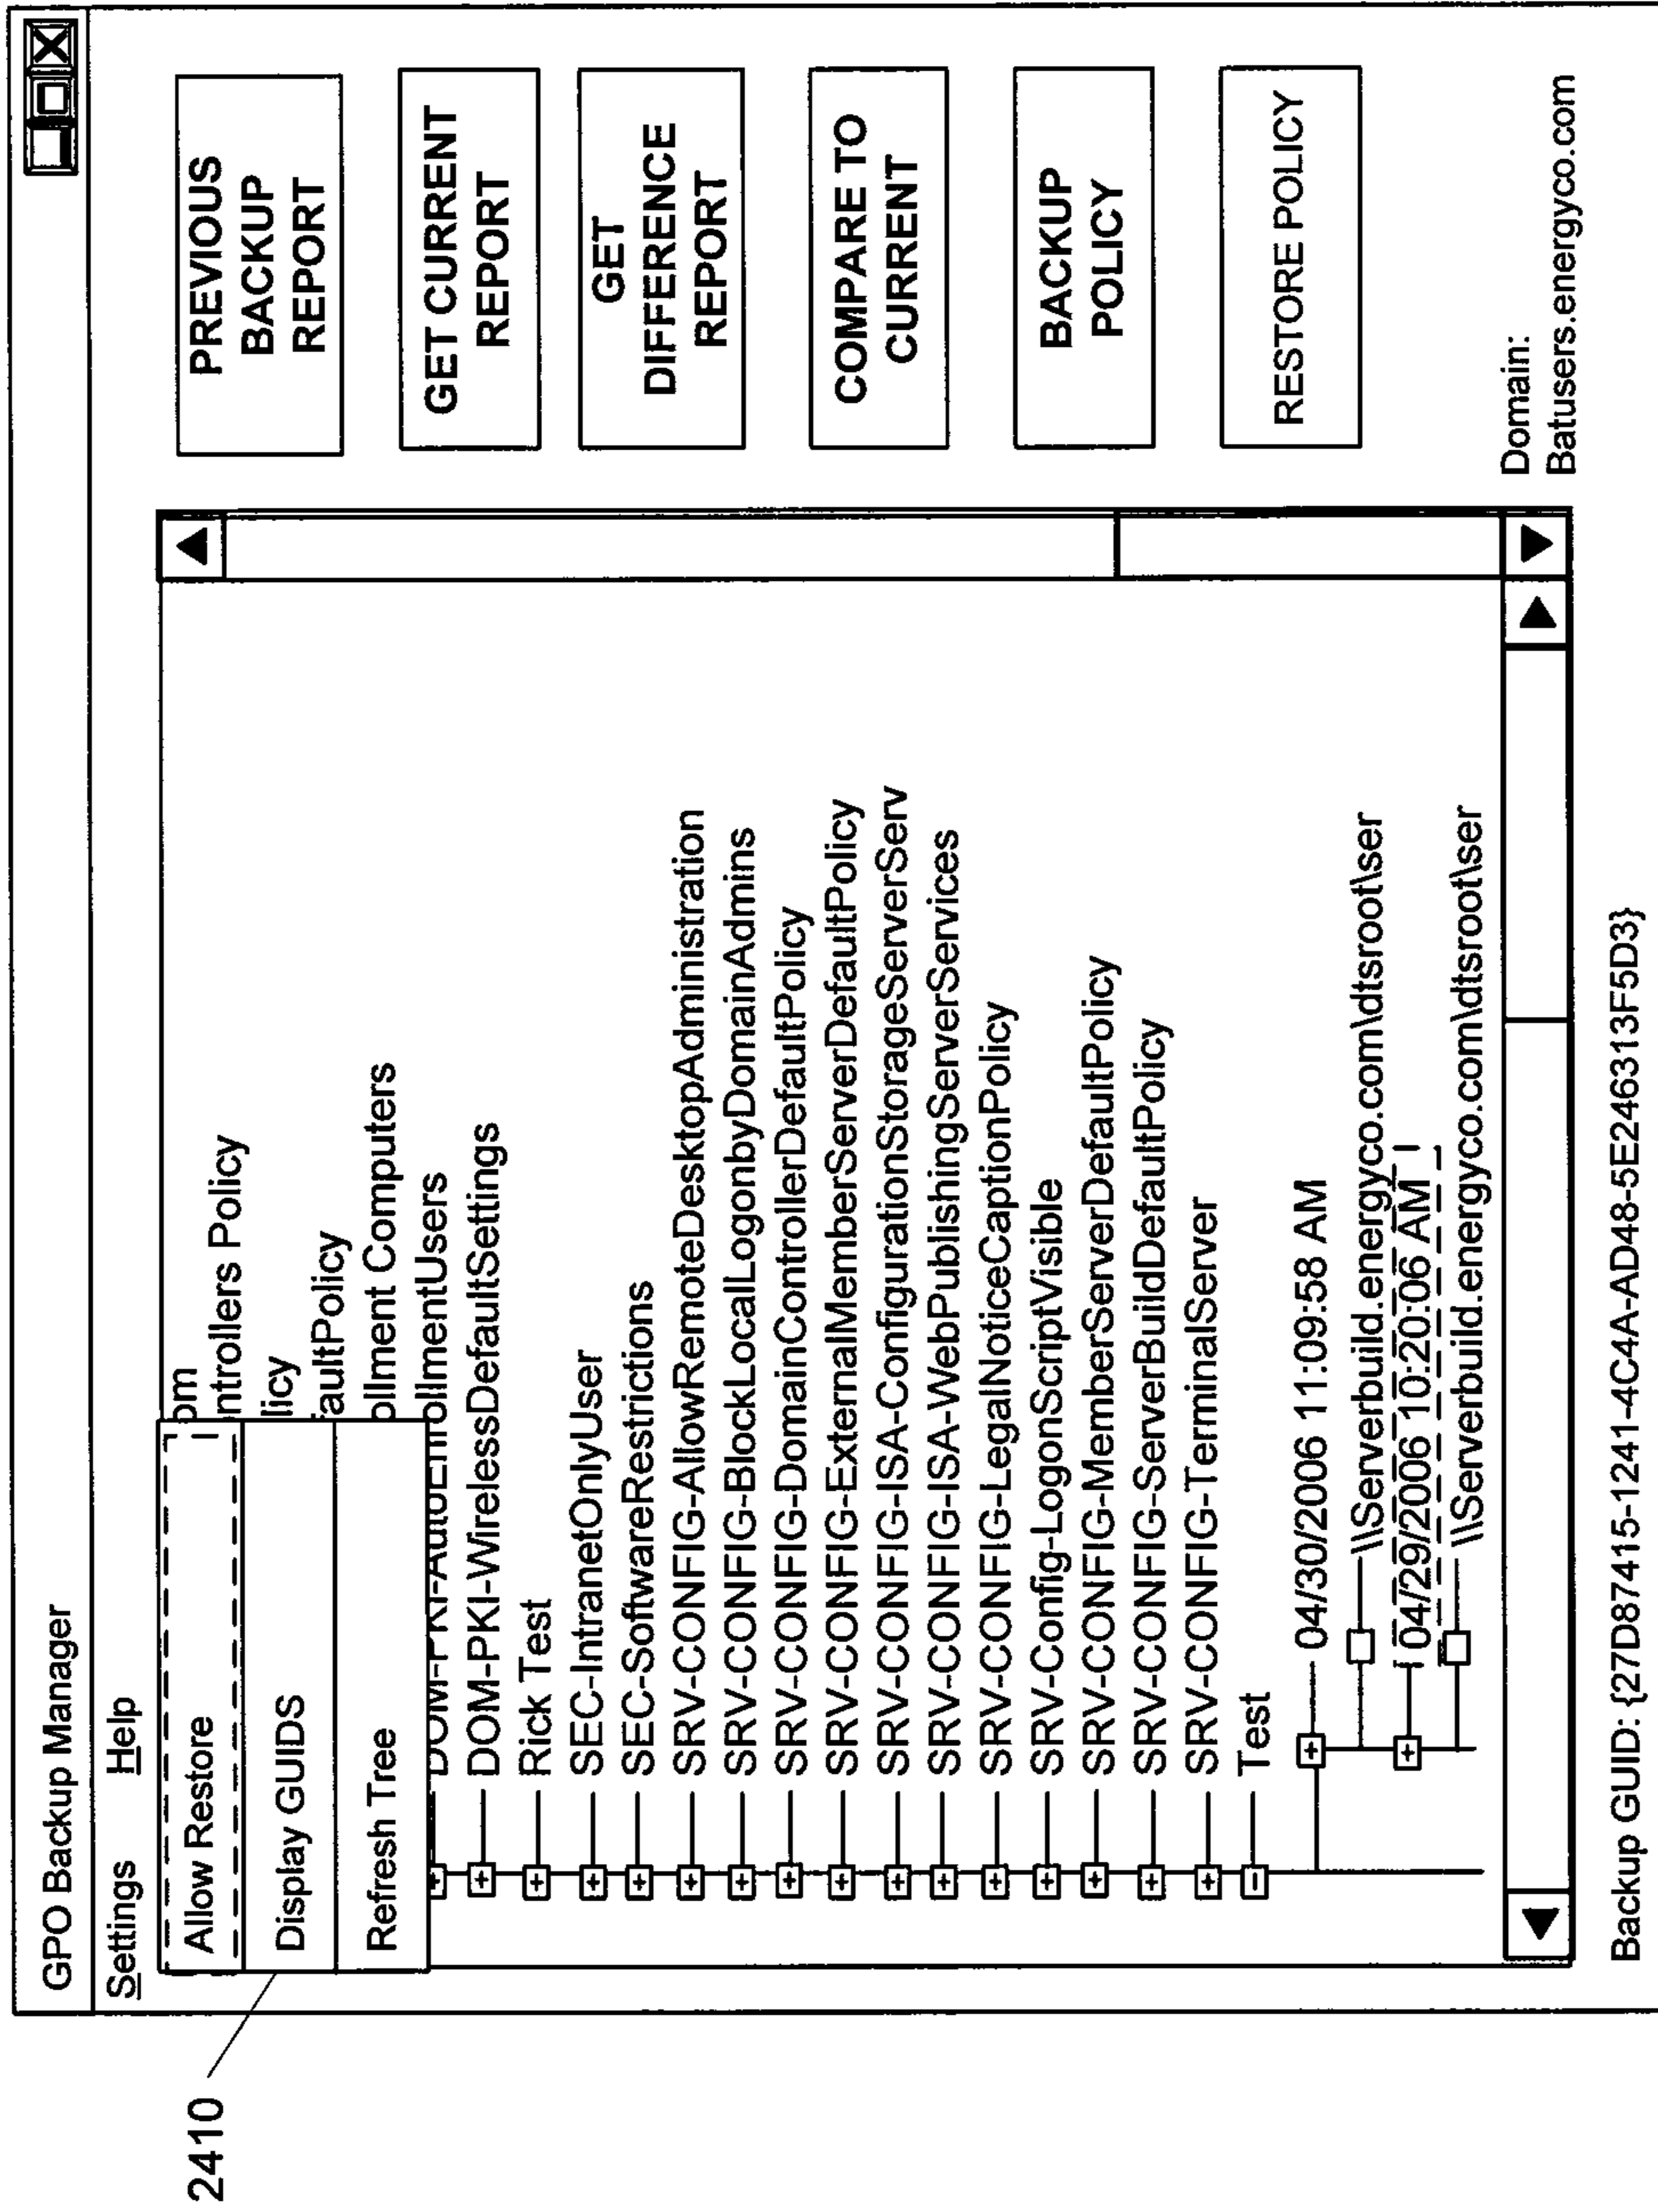 GPO Backup Manager
Settings Help
2410
Allow Restore
Display GUIDS
Refresh Tree
om
ntrollers Policy
licy
aultPolicy
ollment Computers
DOM-PKI-AutoEnrollmentUsers
DOM-PKI-WirelessDefaultSettings
Rick Test
SEC-IntranetOnlyUser
SEC-SoftwareRestrictions
SRV-CONFIG-AllowRemoteDesktopAdministration
SRV-CONFIG-BlockLocalLogonbyDomainAdmins
SRV-CONFIG-DomainControllerDefaultPolicy
SRV-CONFIG-ExternalMemberServerDefaultPolicy
SRV-CONFIG-ISA-ConfigurationStorageServerServ
SRV-CONFIG-ISA-WebPublishingServerServices
SRV-CONFIG-LegalNoticeCaptionPolicy
SRV-Config-LogonScriptVisible
SRV-CONFIG-MemberServerDefaultPolicy
SRV-CONFIG-ServerBuildDefaultPolicy
SRV-CONFIG-TerminalServer
Test
04/30/2006 11:09:58 AM
\\Serverbuild.energyco.com\dtsroot\ser
04/29/2006 10:20:06 AM
\\Serverbuild.energyco.com\dtsroot\ser
PREVIOUS
BACKUP
REPORT
GET CURRENT
REPORT
GET
DIFFERENCE
REPORT
COMPARE TO
CURRENT
BACKUP
POLICY
RESTORE POLICY
Domain:
Batusers.energyco.com
Backup GUID: {27D87415-1241-4C4A-AD48-5E246313F5D3}